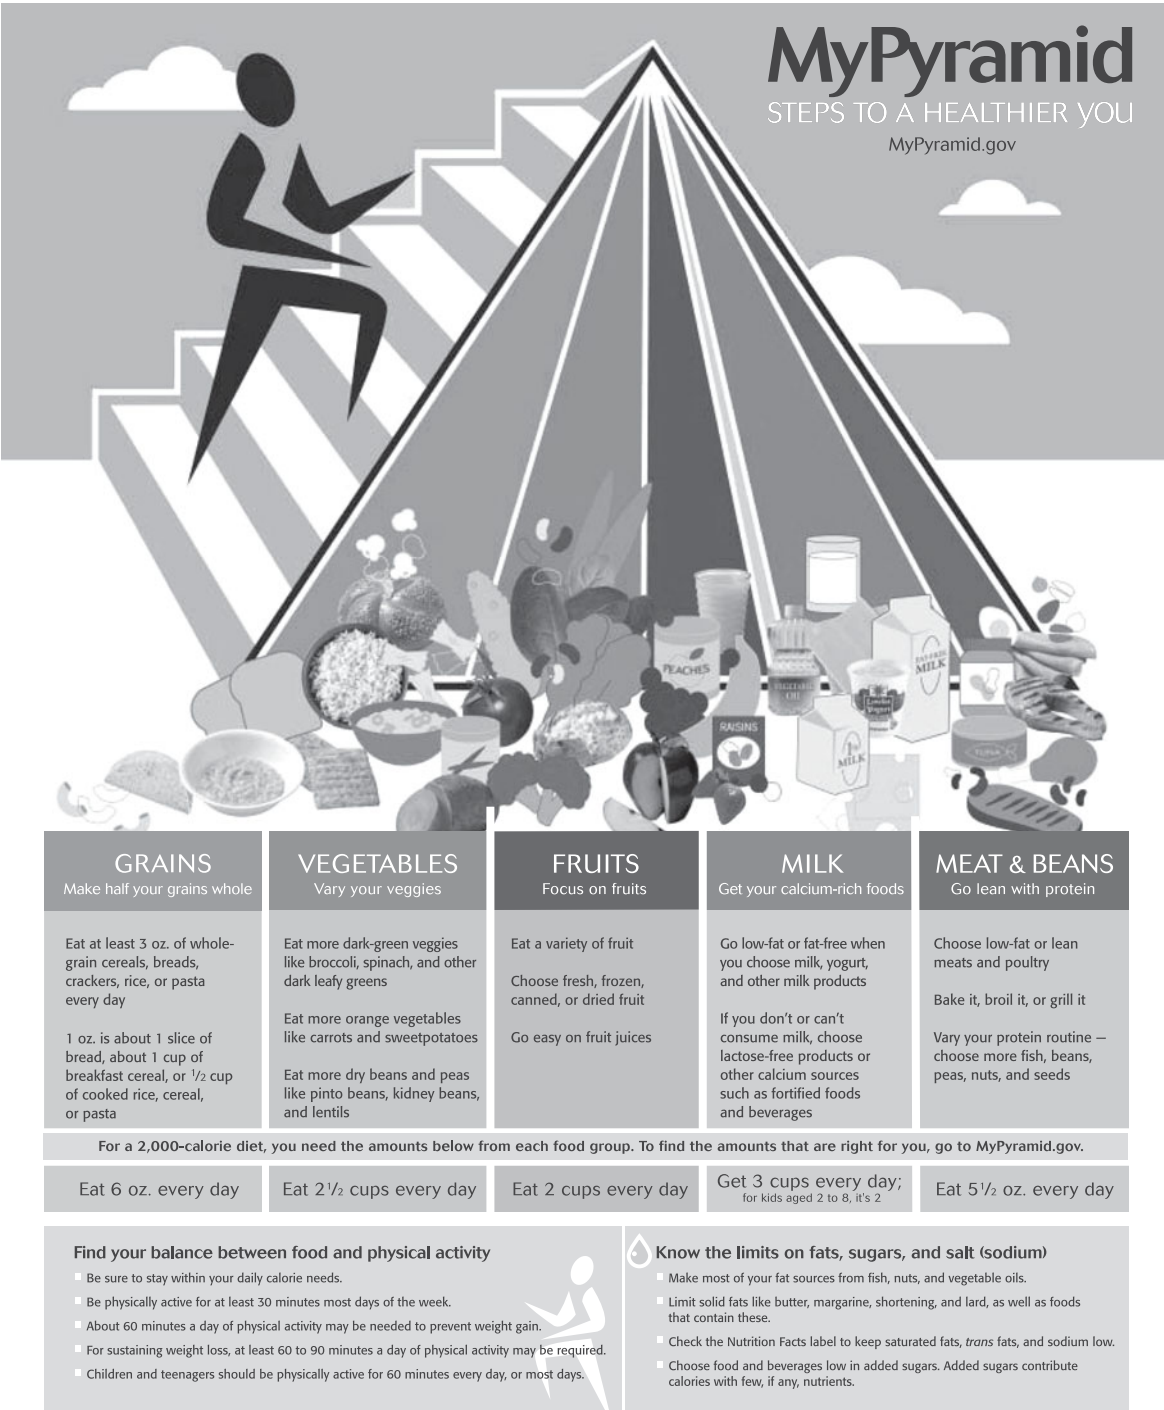 MyPyramid
STEPS TO A HEALTHIER YOU
MyPyramid.gov
PEACHES
FAT-FREE
MILK
VEGETABLE
OIL
Lowfat
Yogurt
RAISINS
1%
MILK
TUNA
GRAINS
Make half your grains whole
VEGETABLES
Vary your veggies
FRUITS
Focus on fruits
MILK
Get your calcium-rich foods
MEAT & BEANS
Go lean with protein
Eat at least 3 oz. of whole-
grain cereals, breads,
crackers, rice, or pasta
every day
1 oz. is about 1 slice of
bread, about 1 cup of
breakfast cereal, or 1/2 cup
of cooked rice, cereal,
or pasta
Eat more dark-green veggies
like broccoli, spinach, and other
dark leafy greens
Eat more orange vegetables
like carrots and sweetpotatoes
Eat more dry beans and peas
like pinto beans, kidney beans,
and lentils
Eat a variety of fruit
Choose fresh, frozen,
canned, or dried fruit
Go easy on fruit juices
Go low-fat or fat-free when
you choose milk, yogurt,
and other milk products
If you don't or can't
consume milk, choose
lactose-free products or
other calcium sources
such as fortified foods
and beverages
Choose low-fat or lean
meats and poultry
Bake it, broil it, or grill it
Vary your protein routine –
choose more fish, beans,
peas, nuts, and seeds
For a 2,000-calorie diet, you need the amounts below from each food group. To find the amounts that are right for you, go to MyPyramid.gov.
Eat 6 oz. every day
Eat 2 1/2 cups every day
Eat 2 cups every day
Get 3 cups every day;
for kids aged 2 to 8, it's 2
Eat 5 1/2 oz. every day
Find your balance between food and physical activity
Be sure to stay within your daily calorie needs.
Be physically active for at least 30 minutes most days of the week.
About 60 minutes a day of physical activity may be needed to prevent weight gain.
For sustaining weight loss, at least 60 to 90 minutes a day of physical activity may be required.
Children and teenagers should be physically active for 60 minutes every day, or most days.
Know the limits on fats, sugars, and salt (sodium)
Make most of your fat sources from fish, nuts, and vegetable oils.
Limit solid fats like butter, margarine, shortening, and lard, as well as foods
that contain these.
Check the Nutrition Facts label to keep saturated fats, trans fats, and sodium low.
Choose food and beverages low in added sugars. Added sugars contribute
calories with few, if any, nutrients.